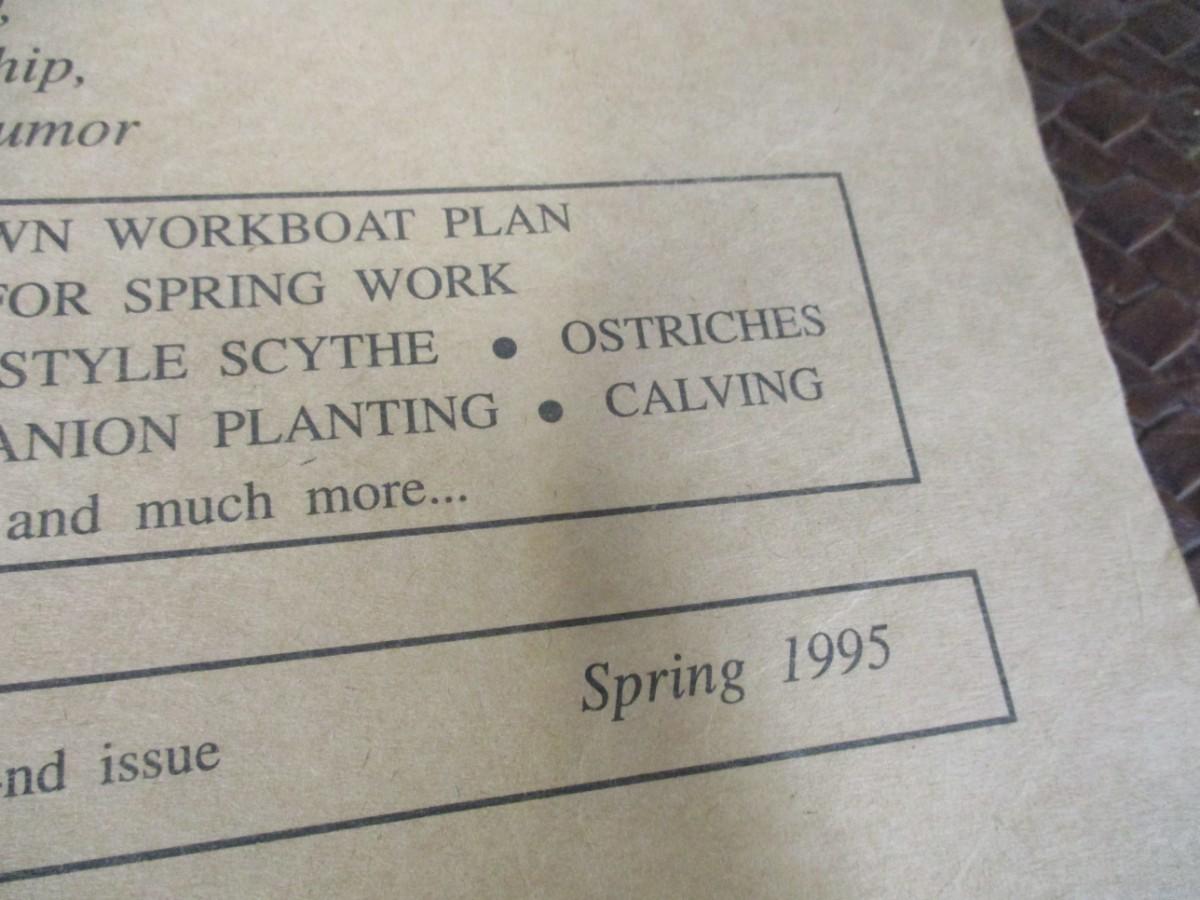 hip,
umor
WN WORKBOAT PLAN
FOR SPRING WORK
STYLE SCYTHE ● OSTRICHES
ANION PLANTING ● CALVING
and much more...
Spring 1995
-nd issue